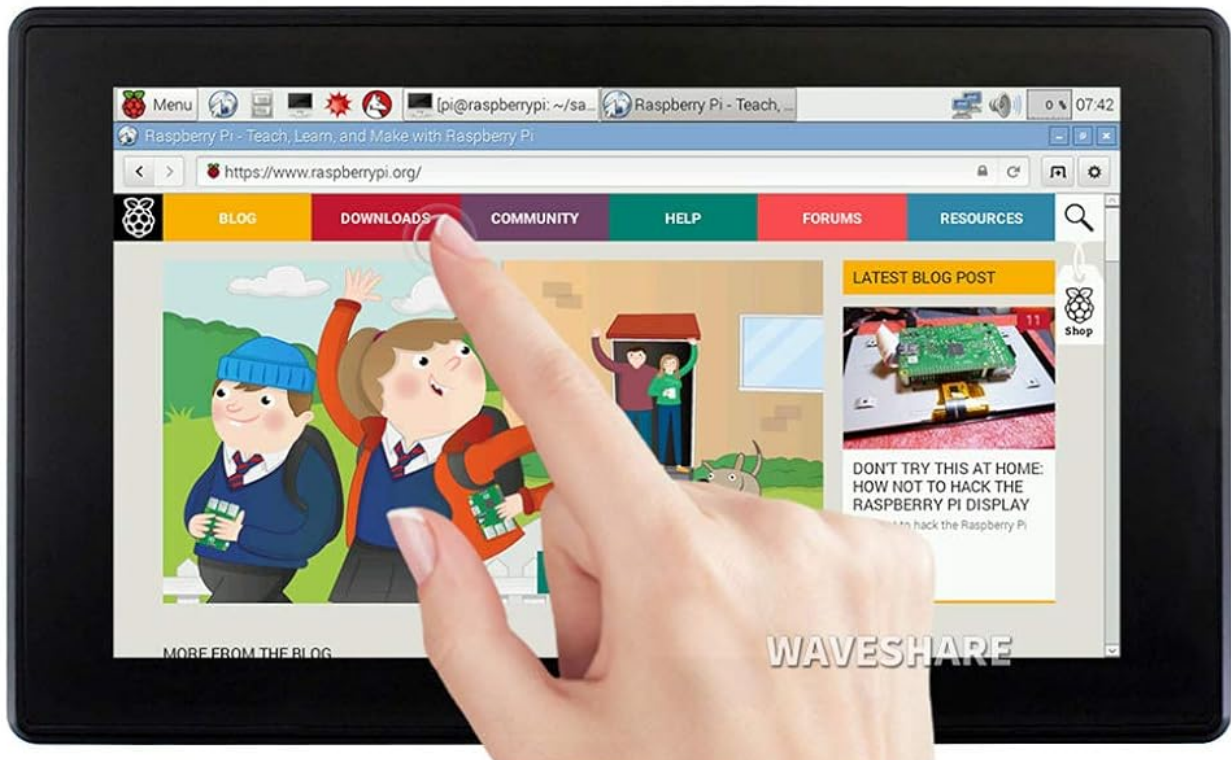 Menu
[pi@raspberrypi: ~/sa...
Raspberry Pi - Teach, ...
0 %
07:42
Raspberry Pi - Teach, Learn, and Make with Raspberry Pi
https://www.raspberrypi.org/
BLOG
DOWNLOADS
COMMUNITY
HELP
FORUMS
RESOURCES
LATEST BLOG POST
11
Shop
DON'T TRY THIS AT HOME:
HOW NOT TO HACK THE
RASPBERRY PI DISPLAY
to hack the Raspberry Pi
MORE FROM THE BLOG
WAVESHARE